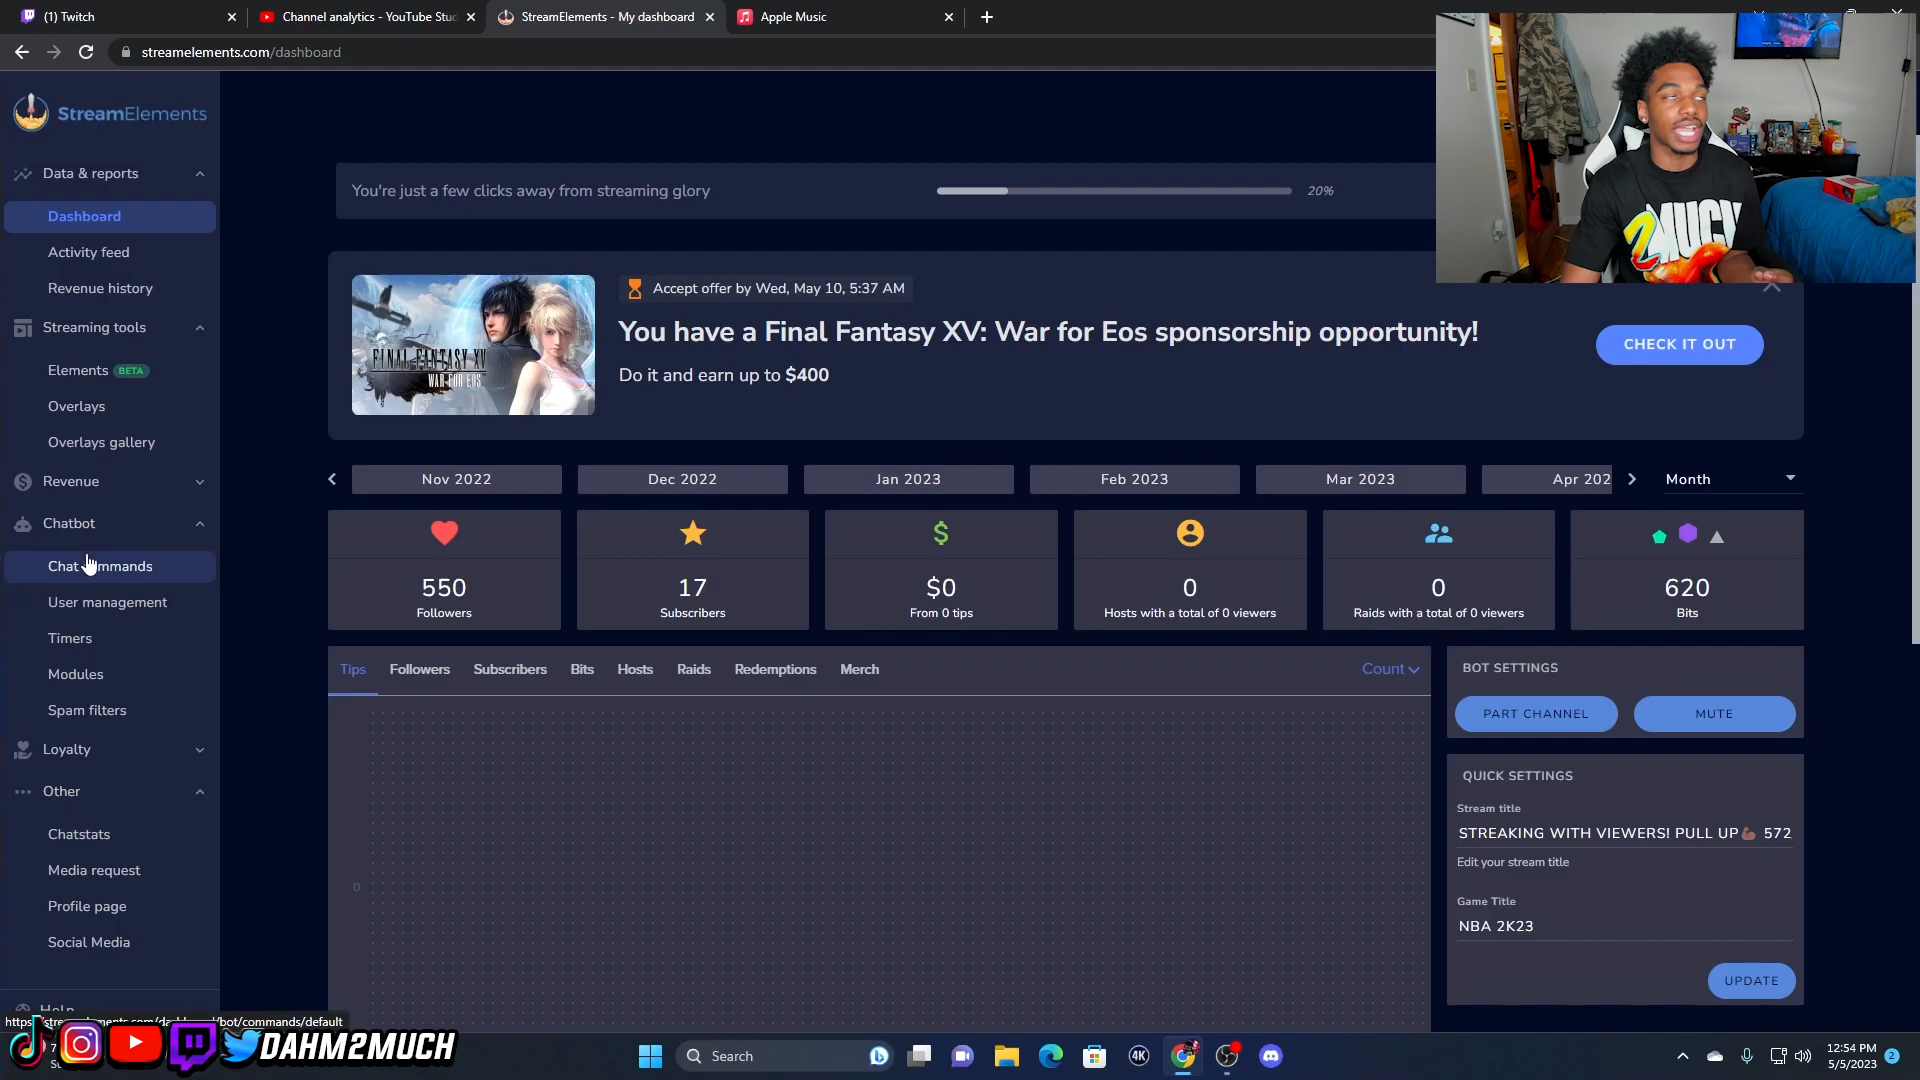 (1) Twitch
Channel analytics - YouTube Stud
StreamElements - My dashboard
Apple Music
streamelements.com/dashboard
StreamElements
Data & reports
Dashboard
Activity feed
Revenue history
Streaming tools
Elements BETA
Overlays
Overlays gallery
Revenue
Chatbot
Chat commands
User management
Timers
Modules
Spam filters
Loyalty
Other
Chatstats
Media request
Profile page
Social Media
Help
You're just a few clicks away from streaming glory
20%
FINAL FANTASY XV
WAR FOR EOS
Accept offer by Wed, May 10, 5:37 AM
You have a Final Fantasy XV: War for Eos sponsorship opportunity!
Do it and earn up to $400
CHECK IT OUT
Nov 2022
Dec 2022
Jan 2023
Feb 2023
Mar 2023
Apr 202
Month
550
Followers
17
Subscribers
$0
From 0 tips
0
Hosts with a total of 0 viewers
0
Raids with a total of 0 viewers
620
Bits
Tips Followers Subscribers Bits Hosts Raids Redemptions Merch
Count
0
BOT SETTINGS
PART CHANNEL
MUTE
QUICK SETTINGS
Stream title
STREAKING WITH VIEWERS! PULL UP💪🏾 572
Edit your stream title
Game Title
NBA 2K23
UPDATE
2 MUCH
DAHM2MUCH
Search
4K
12:54 PM
5/5/2023
2